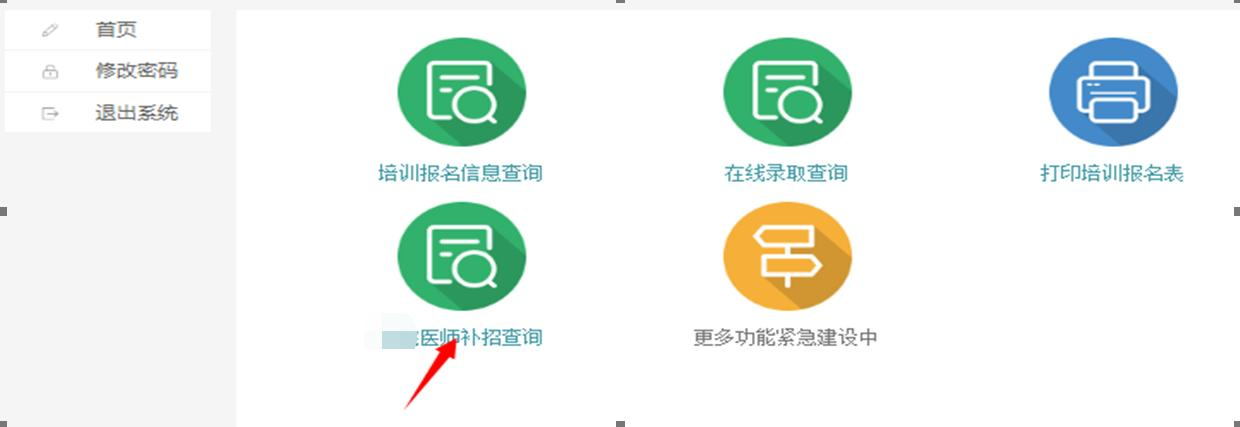 首页
修改密码
退出系统
培训报名信息查询
在线录取查询
打印培训报名表
医师补招查询
更多功能紧急建设中